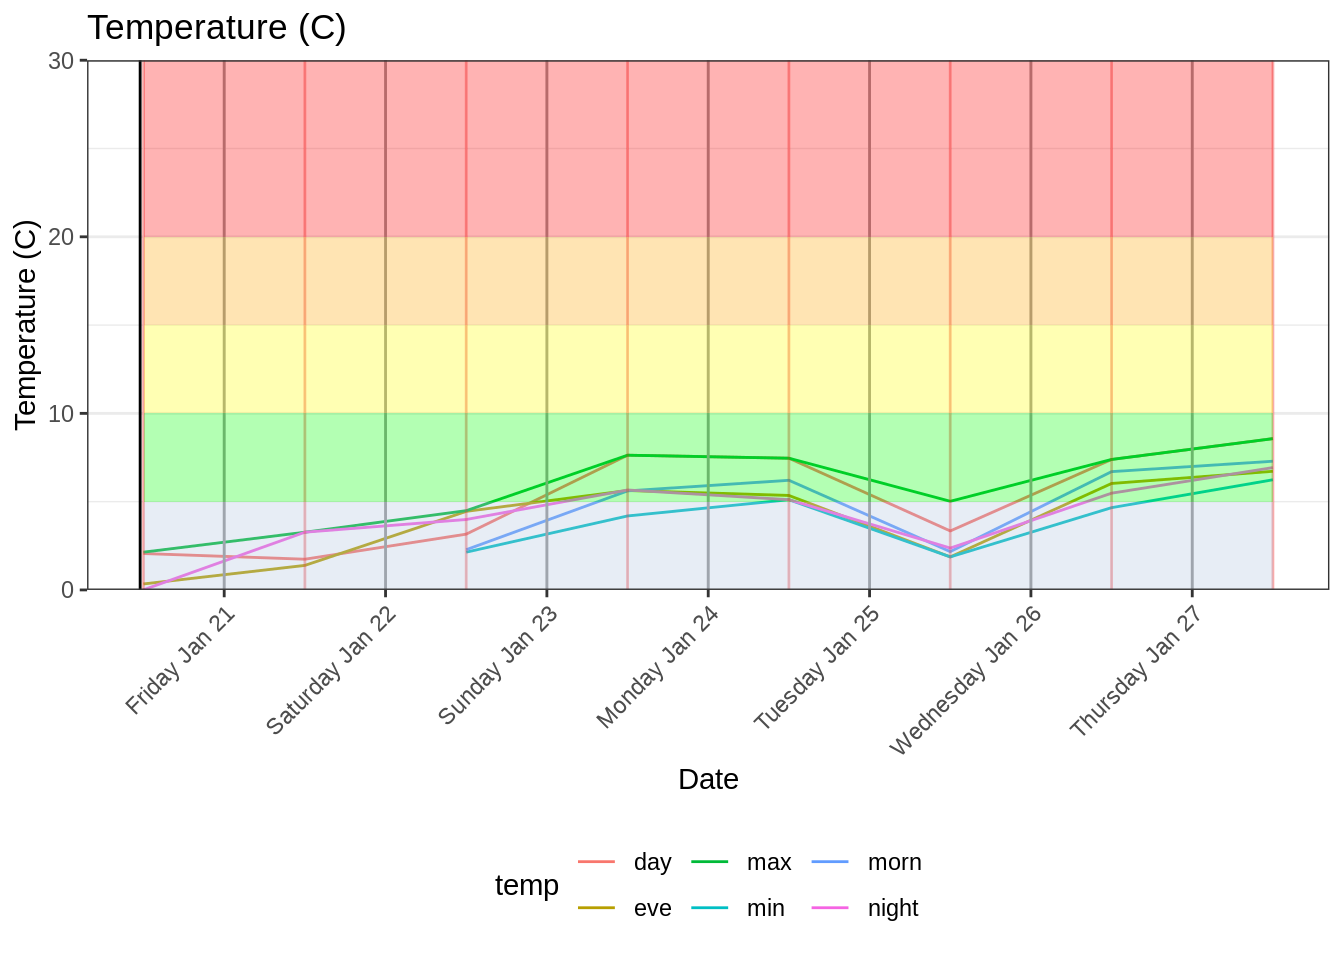 Temperature (C)
30
20
10
0
Temperature (C)
Friday Jan 21
Saturday Jan 22
Sunday Jan 23
Monday Jan 24
Tuesday Jan 25
Wednesday Jan 26
Thursday Jan 27
Date
temp
day
max
morn
eve
min
night